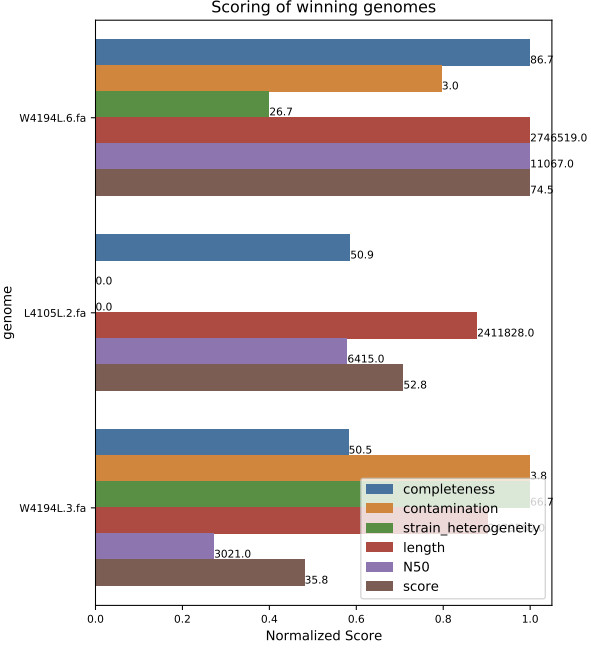 Scoring of winning genomes
86.7
3.0
26.7
W4194L.6.fa
2746519.0
11067.0
74.5
50.9
0.0
0.0
L4105L.2.fa
2411828.0
6415.0
52.8
genome
50.5
3.8
66.7
W4194L.3.fa
3021.0
35.8
completeness
contamination
strain_heterogeneity
length
N50
score
0.0 0.2 0.4 0.6 0.8 1.0
Normalized Score